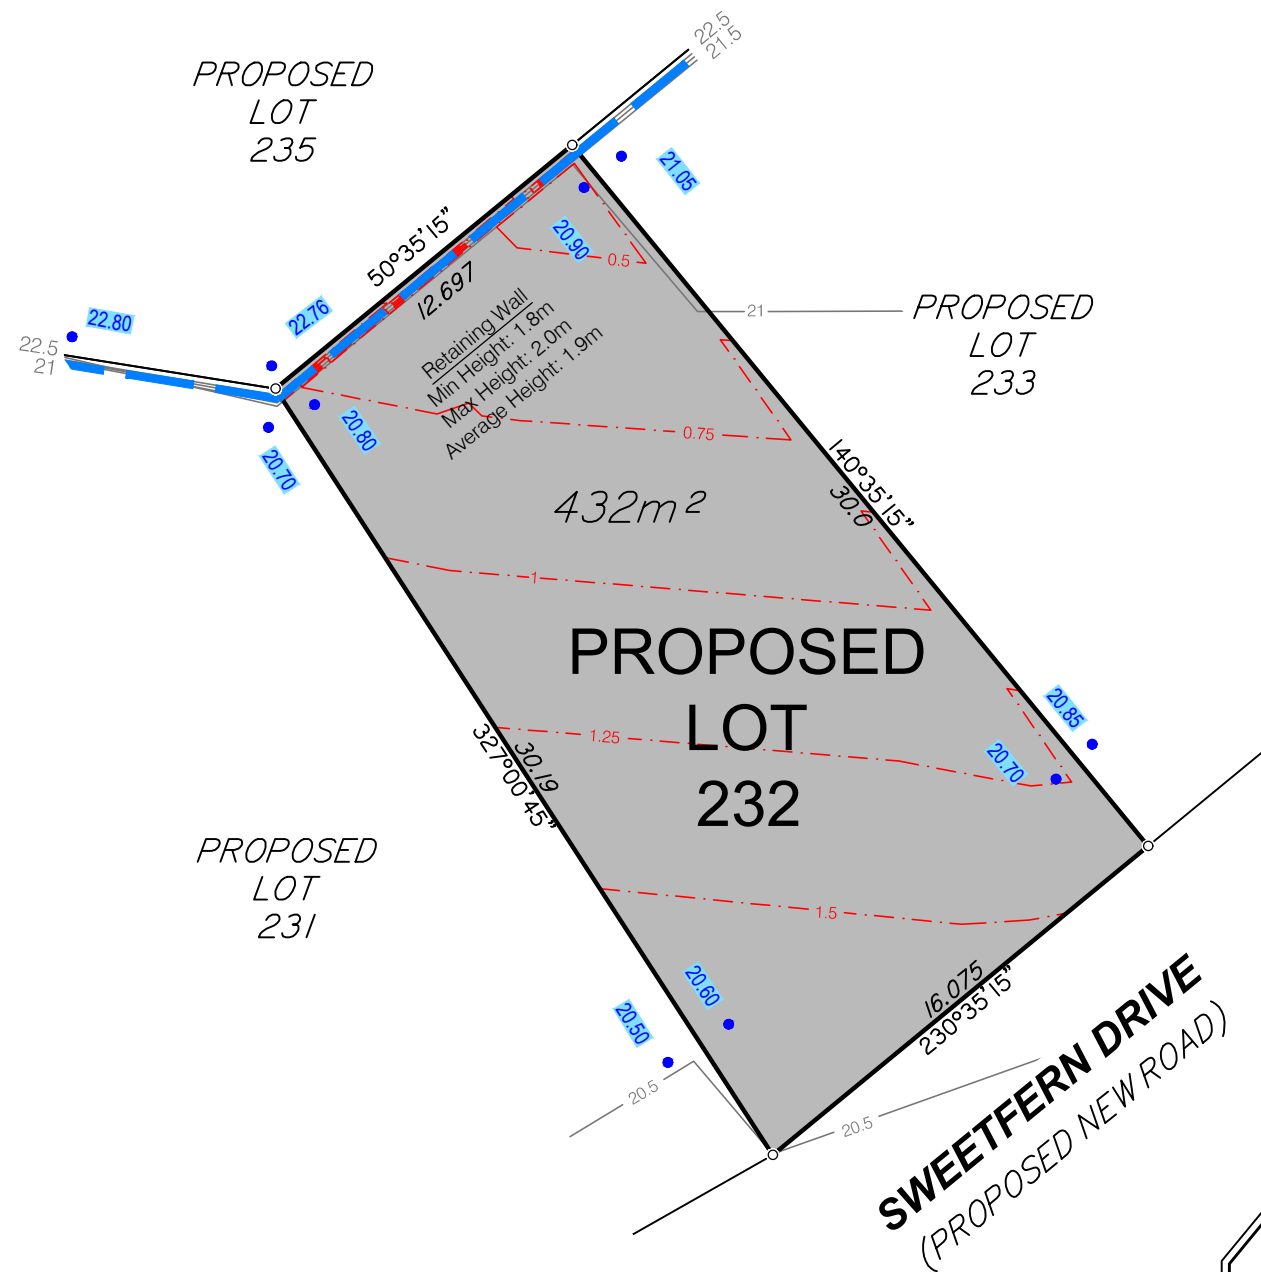 22.5
21.5
PROPOSED
LOT
235
21.05
20.90
50°35'15"
12.697
0.5
22.80
22.76
22.5
21
Retaining Wall
Min Height: 1.8m
Max Height: 2.0m
Average Height: 1.9m
21
PROPOSED
LOT
233
20.80
20.70
0.75
140°35'15"
30.0
432m²
1
PROPOSED
LOT
232
1.25
30.19
327°00'45"
20.85
20.70
PROPOSED
LOT
231
1.5
20.60
20.50
16.075
230°35'15"
20.5
20.5
SWEETFERN DRIVE
(PROPOSED NEW ROAD)